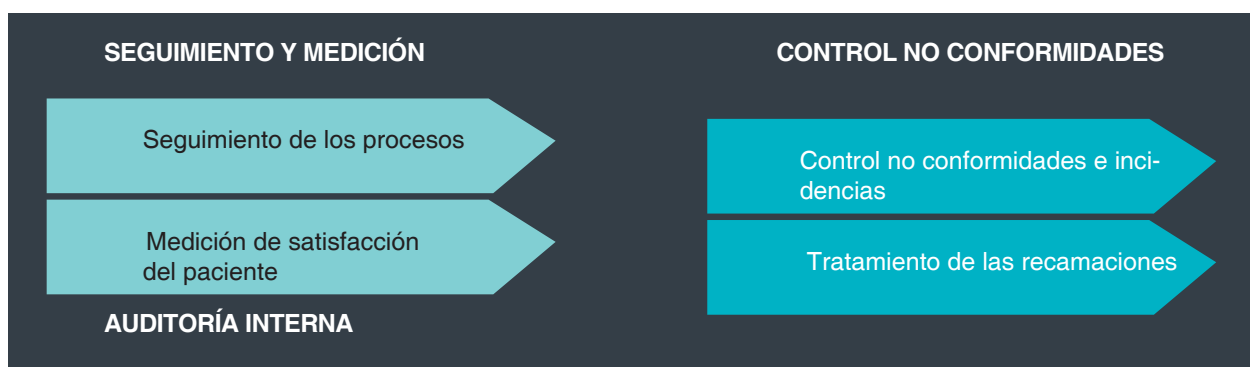 SEGUIMIENTO Y MEDICIÓN
Seguimiento de los procesos
Medición de satisfacción
del paciente
AUDITORÍA INTERNA
CONTROL NO CONFORMIDADES
Control no conformidades e inci-
dencias
Tratamiento de las recamaciones